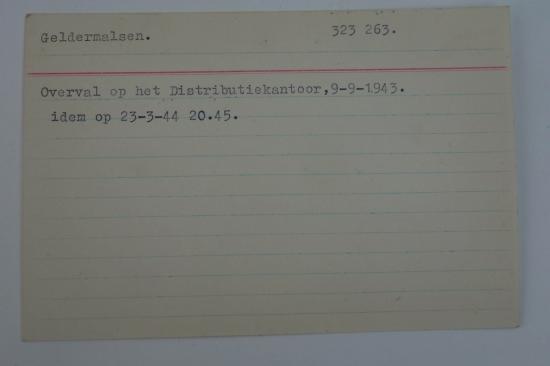 Geldermalsen. 323 263.
Overval op het Distributiekantoor,9-9-1943.
idem op 23-3-44 20.45.